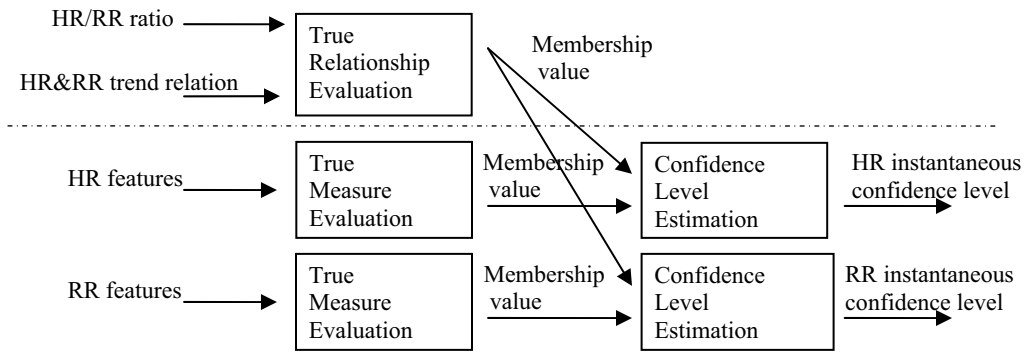 HR/RR ratio
HR&RR trend relation
True
Relationship
Evaluation
Membership
value
HR features
True
Measure
Evaluation
Membership
value
Confidence
Level
Estimation
HR instantaneous
confidence level
RR features
True
Measure
Evaluation
Membership
value
Confidence
Level
Estimation
RR instantaneous
confidence level